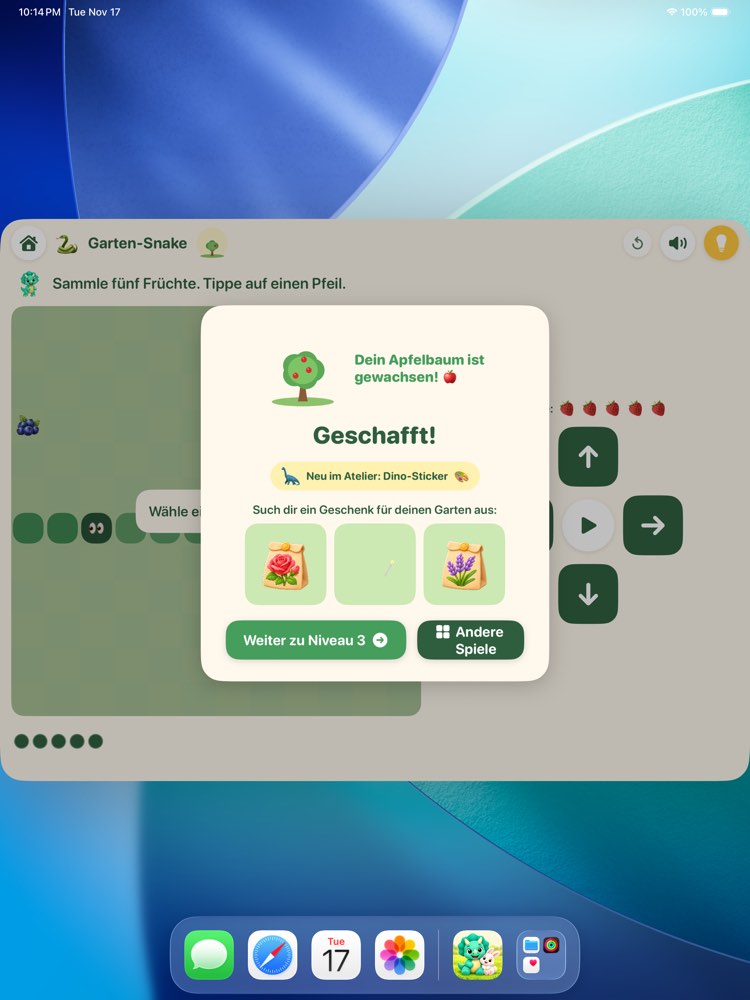 10:14 PM Tue Nov 17
100%
Garten-Snake
Sammle fünf Früchte. Tippe auf einen Pfeil.
Dein Apfelbaum ist
gewachsen!
Geschafft!
Neu im Atelier: Dino-Sticker
Wähle ei
Such dir ein Geschenk für deinen Garten aus:
Weiter zu Niveau 3
Andere
Spiele
Tue
17